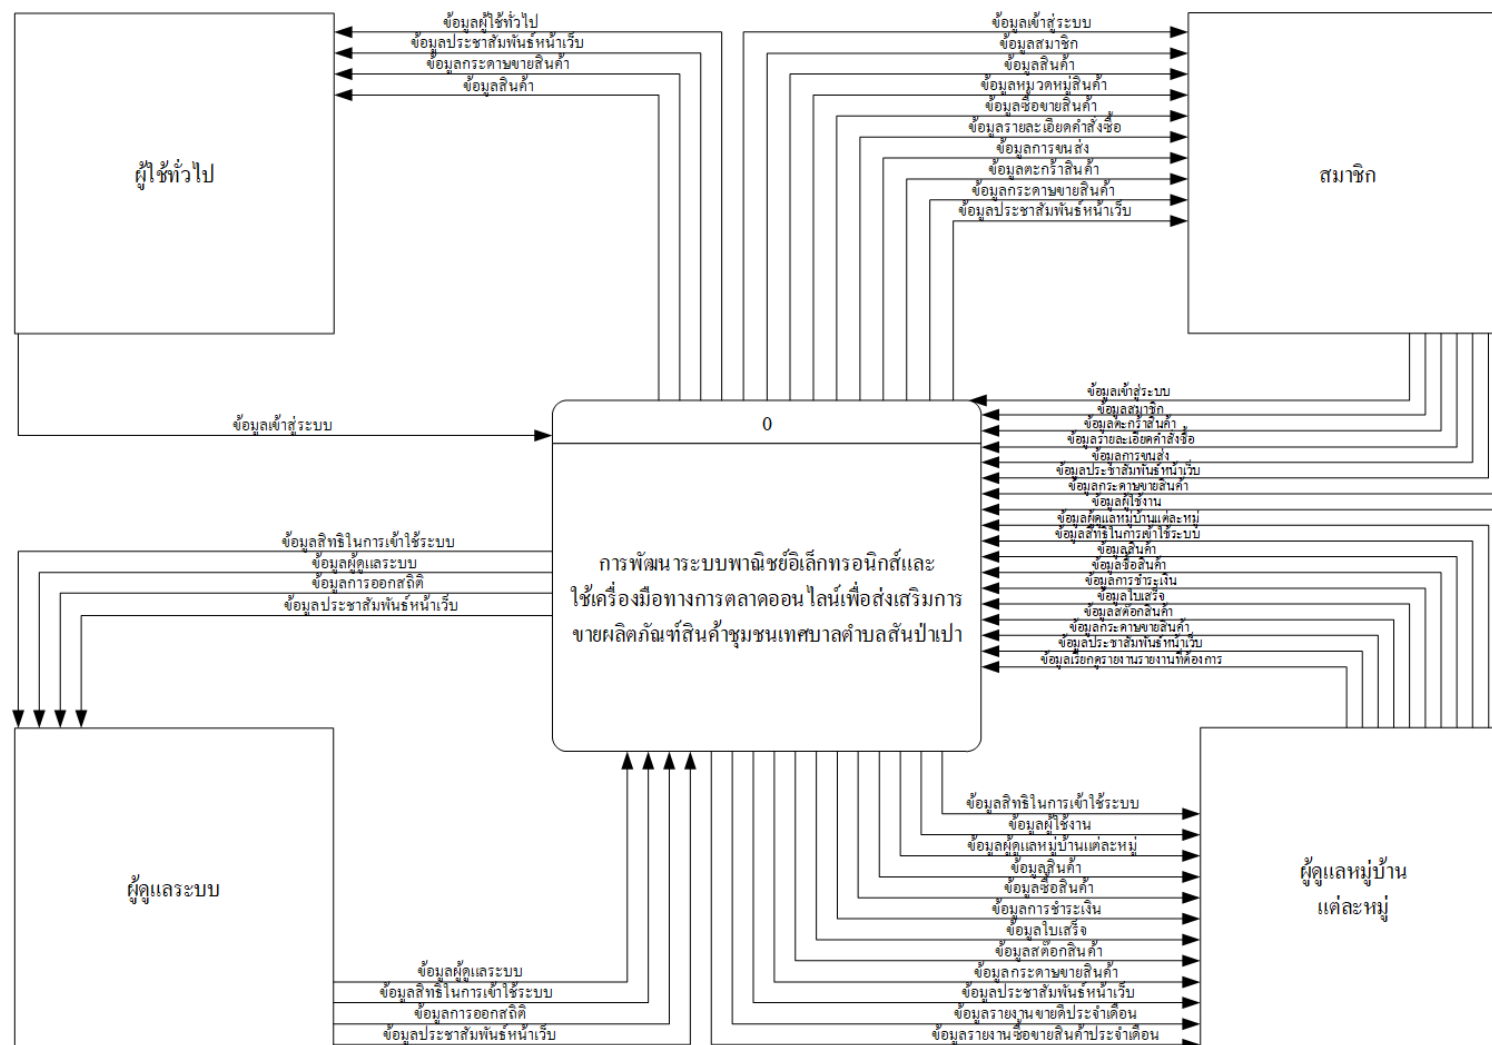 ข้อมูลผู้ใช้ทั่วไป
ข้อมูลประชาสัมพันธ์หน้าเว็บ
ข้อมูลกระดาษขายสินค้า
ข้อมูลสินค้า
ผู้ใช้ทั่วไป
ข้อมูลเข้าสู่ระบบ
ข้อมูลสมาชิก
ข้อมูลสินค้า
ข้อมูลหมวดหมู่สินค้า
ข้อมูลซื้อขายสินค้า
ข้อมูลรายละเอียดคำสั่งซื้อ
ข้อมูลการขนส่ง
ข้อมูลตะกร้าสินค้า
ข้อมูลกระดาษขายสินค้า
ข้อมูลประชาสัมพันธ์หน้าเว็บ
สมาชิก
ข้อมูลเข้าสู่ระบบ
0
การพัฒนาระบบพาณิชย์อิเล็กทรอนิกส์และ
ใช้เครื่องมือทางการตลาดออนไลน์เพื่อส่งเสริมการ
ขายผลิตภัณฑ์สินค้าชุมชนเทศบาลตำบลสันป่าเปา
ข้อมูลเข้าสู่ระบบ
ข้อมูลสมาชิก
ข้อมูลตะกร้าสินค้า
ข้อมูลรายละเอียดคำสั่งซื้อ
ข้อมูลการขนส่ง
ข้อมูลประชาสัมพันธ์หน้าเว็บ
ข้อมูลกระดาษขายสินค้า
ข้อมูลผู้ใช้งาน
ข้อมูลผู้ดูแลหมู่บ้านแต่ละหมู่
ข้อมูลสิทธิในการเข้าใช้ระบบ
ข้อมูลสินค้า
ข้อมูลซื้อสินค้า
ข้อมูลการชำระเงิน
ข้อมูลใบเสร็จ
ข้อมูลสต๊อกสินค้า
ข้อมูลกระดาษขายสินค้า
ข้อมูลประชาสัมพันธ์หน้าเว็บ
ข้อมูลเรียกดูรายงานรายงานที่ต้องการ
ข้อมูลสิทธิในการเข้าใช้ระบบ
ข้อมูลผู้ดูแลระบบ
ข้อมูลการออกสถิติ
ข้อมูลประชาสัมพันธ์หน้าเว็บ
ผู้ดูแลระบบ
ข้อมูลผู้ดูแลระบบ
ข้อมูลสิทธิในการเข้าใช้ระบบ
ข้อมูลการออกสถิติ
ข้อมูลประชาสัมพันธ์หน้าเว็บ
ข้อมูลสิทธิในการเข้าใช้ระบบ
ข้อมูลผู้ใช้งาน
ข้อมูลผู้ดูแลหมู่บ้านแต่ละหมู่
ข้อมูลสินค้า
ข้อมูลซื้อสินค้า
ข้อมูลการชำระเงิน
ข้อมูลใบเสร็จ
ข้อมูลสต๊อกสินค้า
ข้อมูลกระดาษขายสินค้า
ข้อมูลประชาสัมพันธ์หน้าเว็บ
ข้อมูลรายงานขายดีประจำเดือน
ข้อมูลรายงานซื้อขายสินค้าประจำเดือน
ผู้ดูแลหมู่บ้าน
แต่ละหมู่